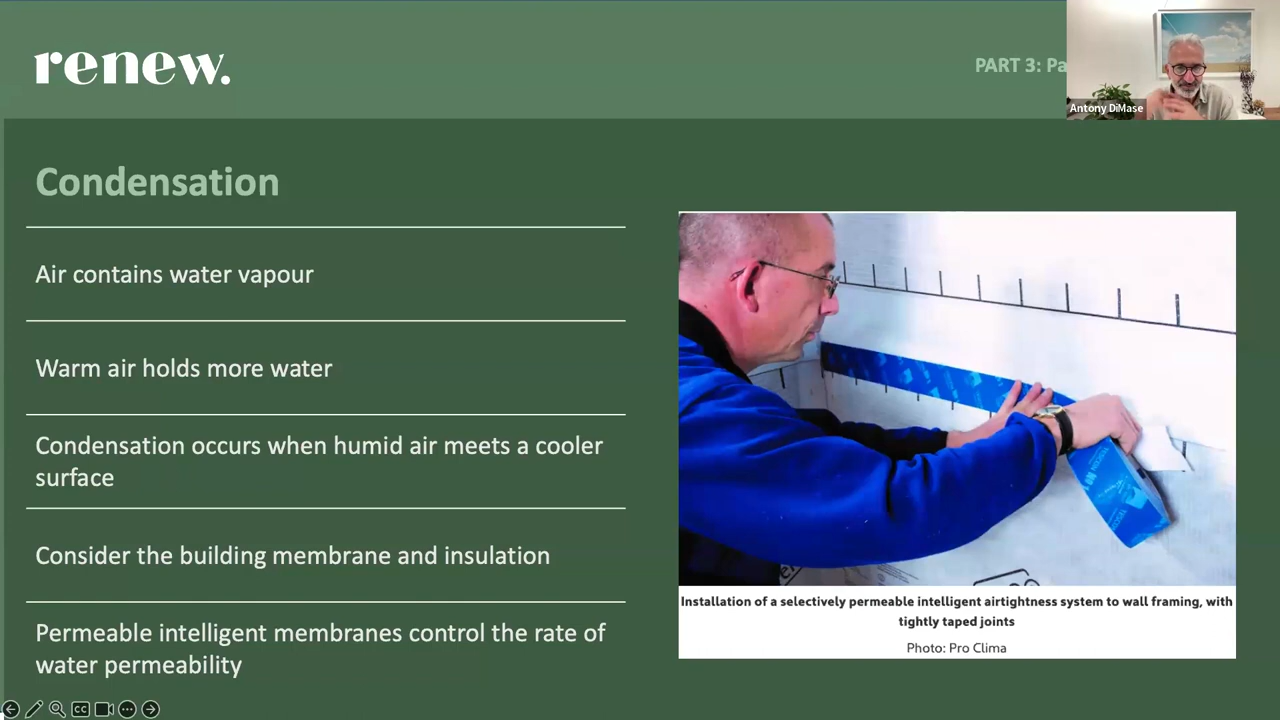 renew.
PART 3: Pa
Antony DiMase
Condensation
Air contains water vapour
Warm air holds more water
Condensation occurs when humid air meets a cooler
surface
Consider the building membrane and insulation
Permeable intelligent membranes control the rate of
water permeability
Installation of a selectively permeable intelligent airtightness system to wall framing, with
tightly taped joints
Photo: Pro Clima
CC